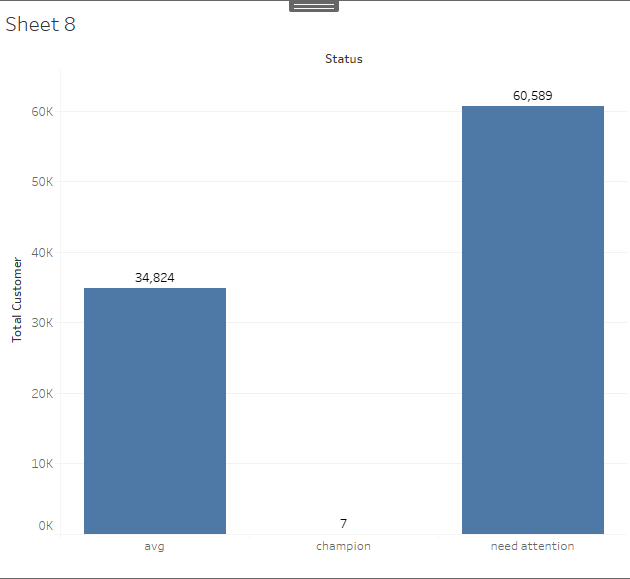 Sheet 8
Status
60K
50K
40K
30K
20K
10K
0K
Total Customer
34,824
7
60,589
avg
champion
need attention